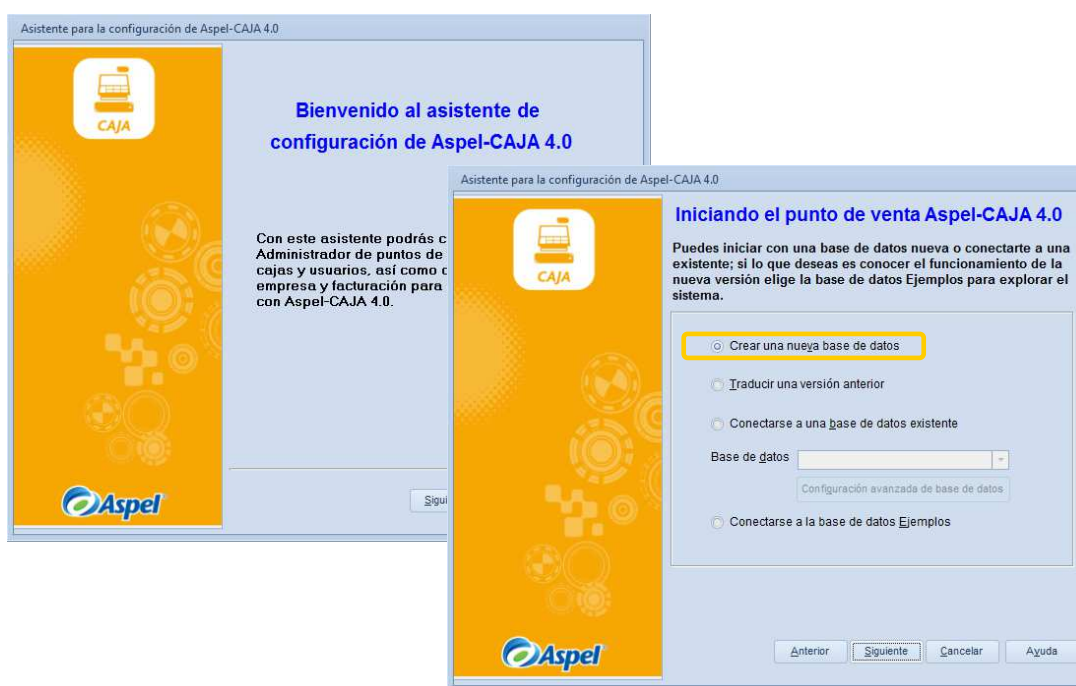 Asistente para la configuración de Aspel-CAJA 4.0
CAJA
Bienvenido al asistente de
configuración de Aspel-CAJA 4.0
Con este asistente podrás
Administrador de puntos de
cajas y usuarios, así como
empresa y facturación para
con Aspel-CAJA 4.0.
Aspel
Asistente para la configuración de Aspel-CAJA 4.0
CAJA
Iniciando el punto de venta Aspel-CAJA 4.0
Puedes iniciar con una base de datos nueva o conectarte a una
existente; si lo que deseas es conocer el funcionamiento de la
nueva versión elige la base de datos Ejemplos para explorar el
sistema.
Crear una nueva base de datos
Traducir una versión anterior
Conectarse a una base de datos existente
Base de datos
Configuración avanzada de base de datos
Conectarse a la base de datos Ejemplos
Aspel
Anterior Siguiente Cancelar Ayuda